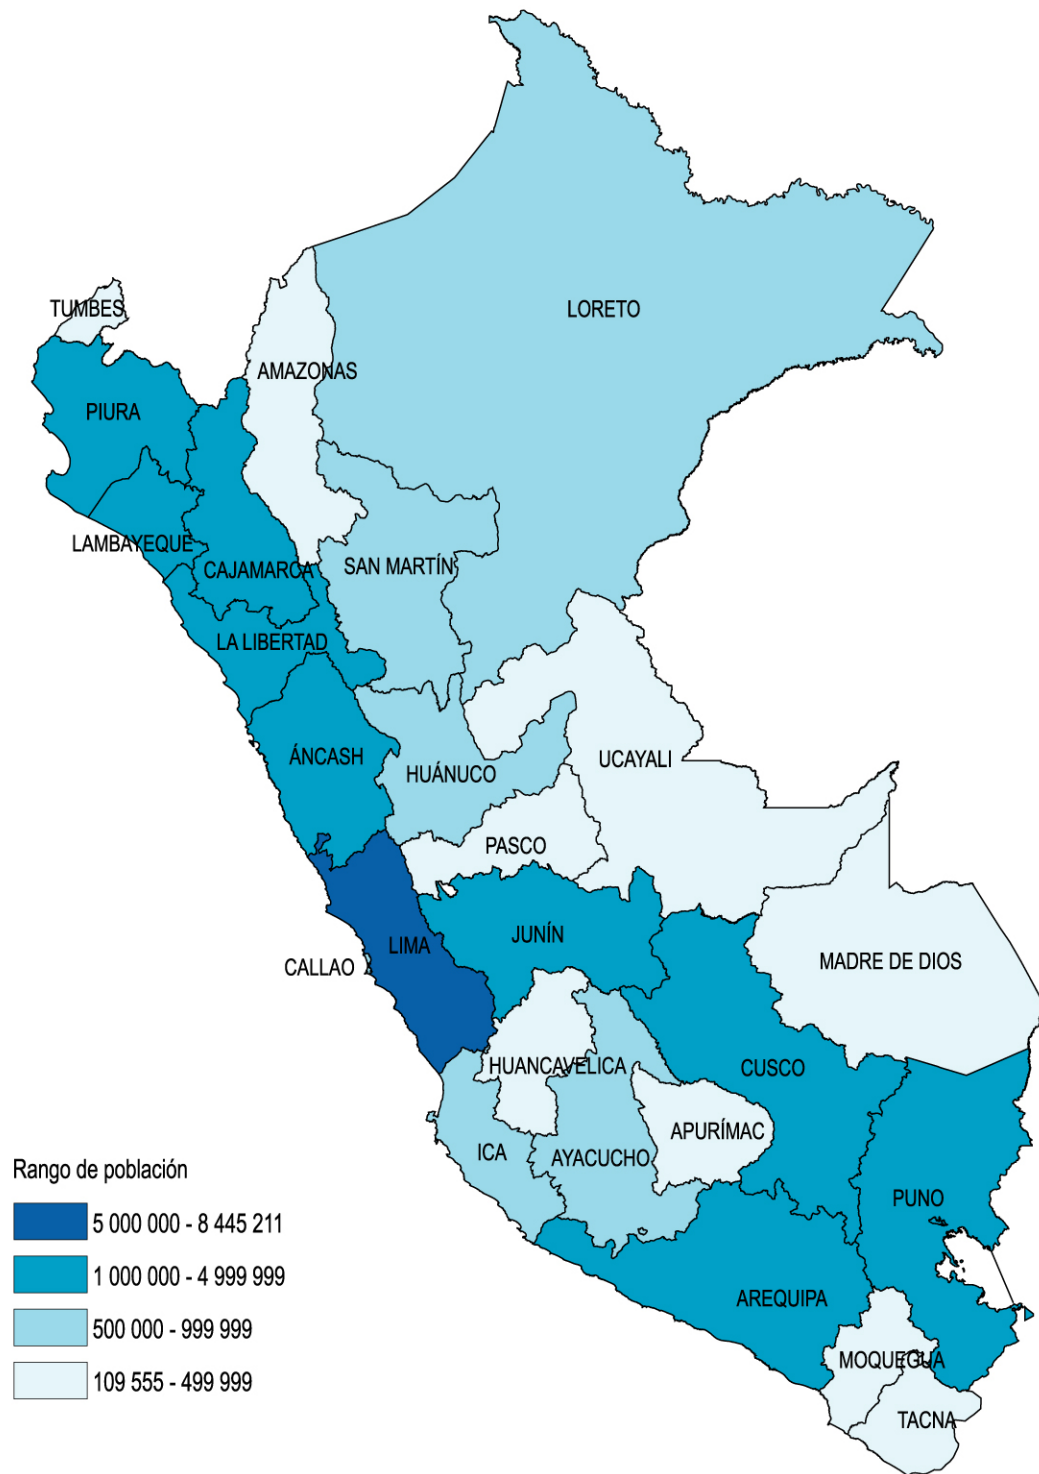 LORETO
TUMBES
AMAZONAS
PIURA
LAMBAYEQUE
CAJAMARCA
SAN MARTÍN
LA LIBERTAD
ÁNCASH
HUÁNUCO
UCAYALI
PASCO
LIMA
JUNÍN
CALLAO
MADRE DE DIOS
HUANCAVELICA
CUSCO
ICA
AYACUCHO
APURÍMAC
PUNO
AREQUIPA
MOQUEGUA
TACNA
Rango de población
5 000 000 - 8 445 211
1 000 000 - 4 999 999
500 000 - 999 999
109 555 - 499 999